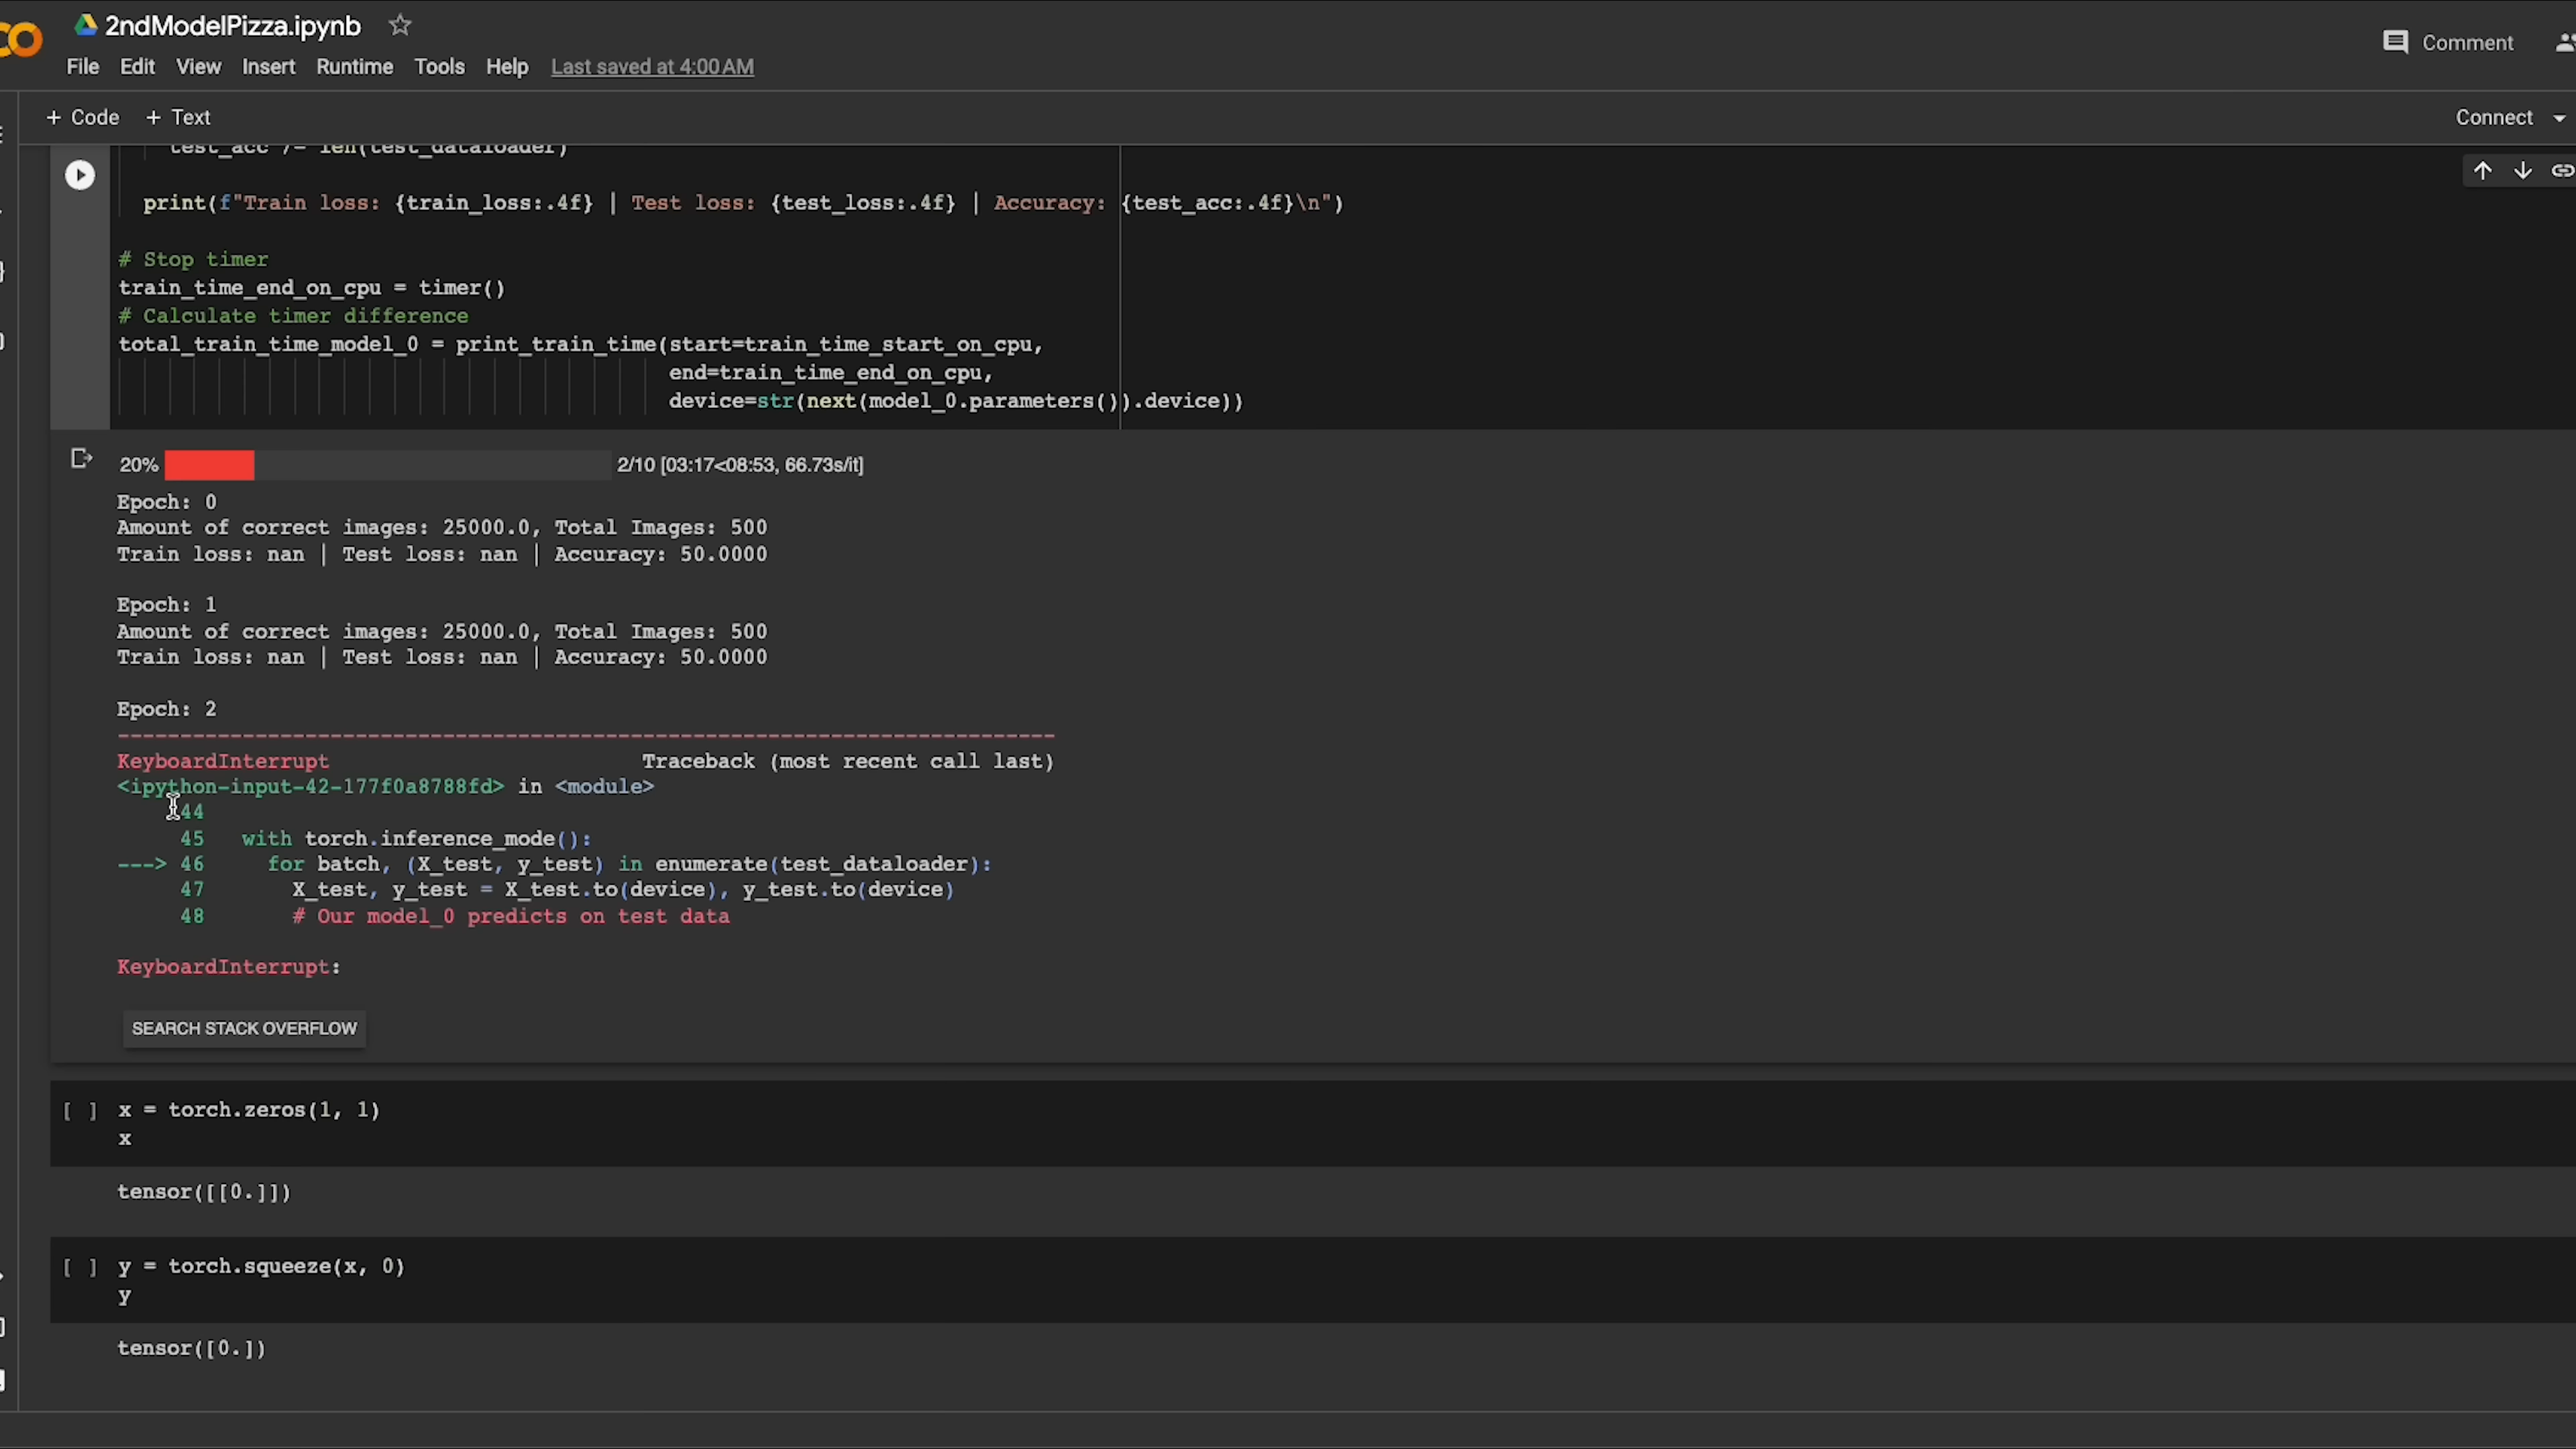 2ndModelPizza.ipynb
File Edit View Insert Runtime Tools Help Last saved at 4:00 AM
Comment
+ Code + Text
Connect
test_acc /= len(test_dataloader)
print(f"Train loss: {train_loss:.4f} | Test loss: {test_loss:.4f} | Accuracy: {test_acc:.4f}\n")
# Stop timer
train_time_end_on_cpu = timer()
# Calculate timer difference
total_train_time_model_0 = print_train_time(start=train_time_start_on_cpu,
end=train_time_end_on_cpu,
device=str(next(model_0.parameters()).device))
20% 2/10 [03:17<08:53, 66.73s/it]
Epoch: 0
Amount of correct images: 25000.0, Total Images: 500
Train loss: nan | Test loss: nan | Accuracy: 50.0000
Epoch: 1
Amount of correct images: 25000.0, Total Images: 500
Train loss: nan | Test loss: nan | Accuracy: 50.0000
Epoch: 2
---------------------------------------------------------------------------
KeyboardInterrupt Traceback (most recent call last)
<ipython-input-42-177f0a8788fd> in <module>
44
45 with torch.inference_mode():
---> 46 for batch, (X_test, y_test) in enumerate(test_dataloader):
47 X_test, y_test = X_test.to(device), y_test.to(device)
48 # Our model_0 predicts on test data
KeyboardInterrupt:
SEARCH STACK OVERFLOW
[ ] x = torch.zeros(1, 1)
x
tensor([[0.]])
[ ] y = torch.squeeze(x, 0)
y
tensor([0.])